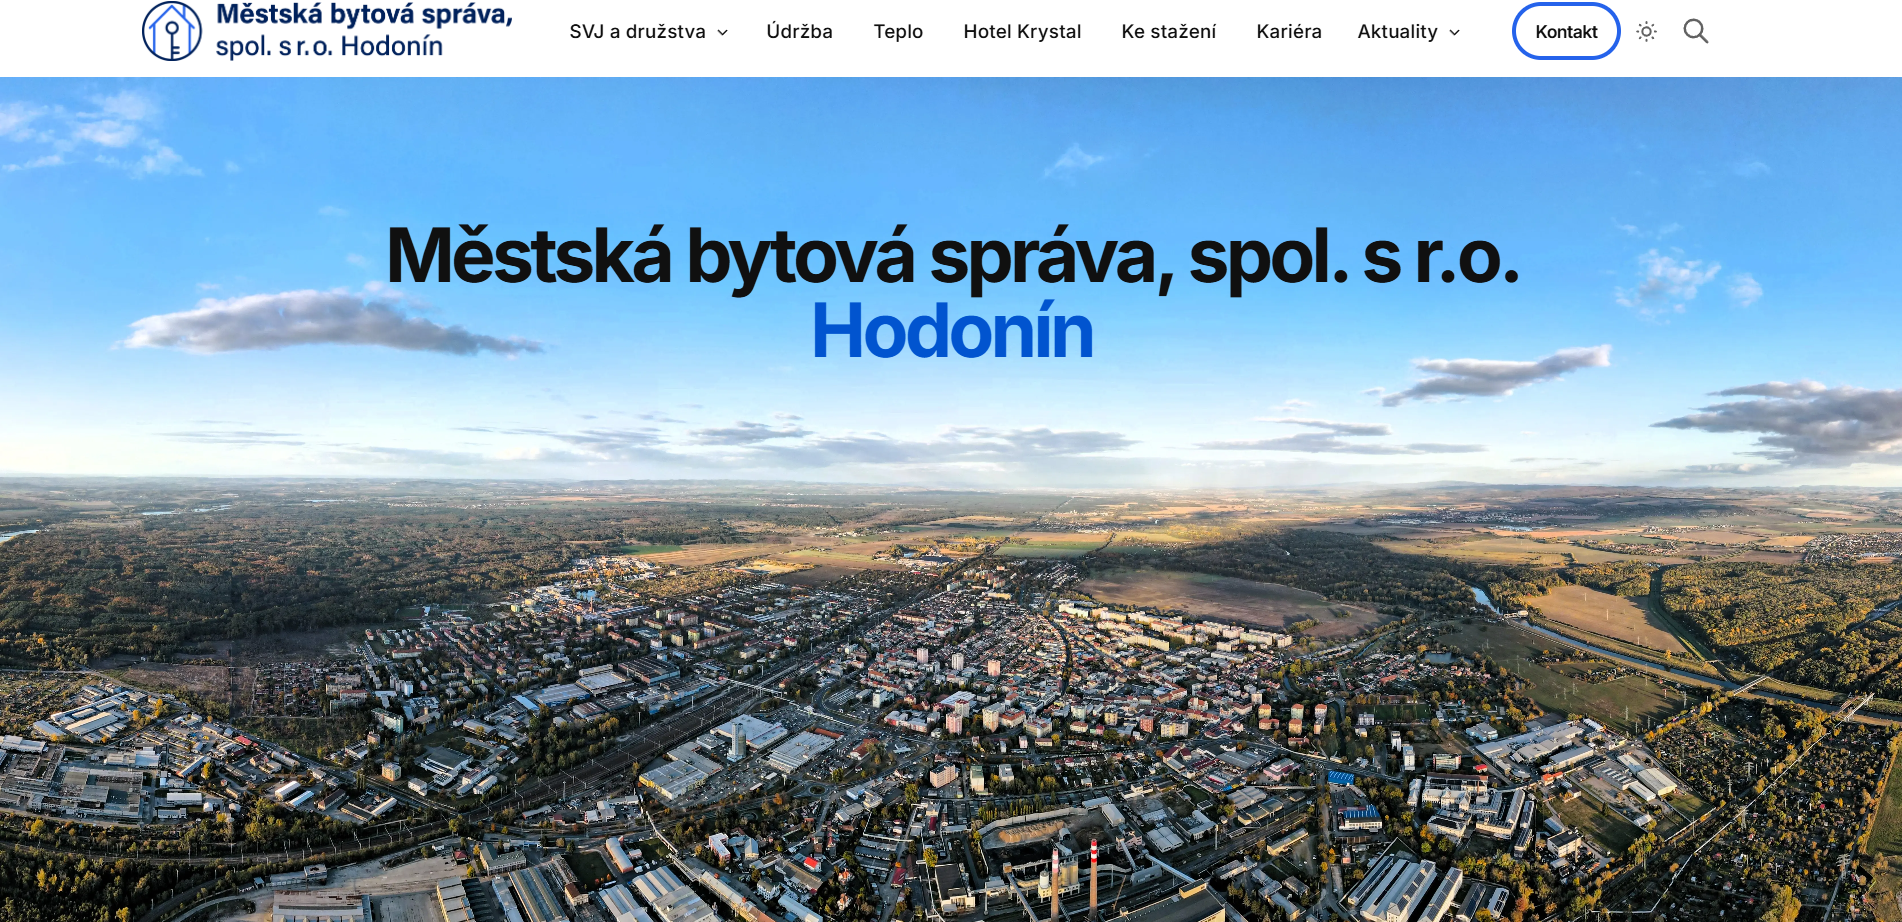 Městská bytová správa,
spol. s r.o. Hodonín
SVJ a družstva
Údržba
Teplo
Hotel Krystal
Ke stažení
Kariéra
Aktuality
Kontakt
Městská bytová správa, spol. s r.o.
Hodonín